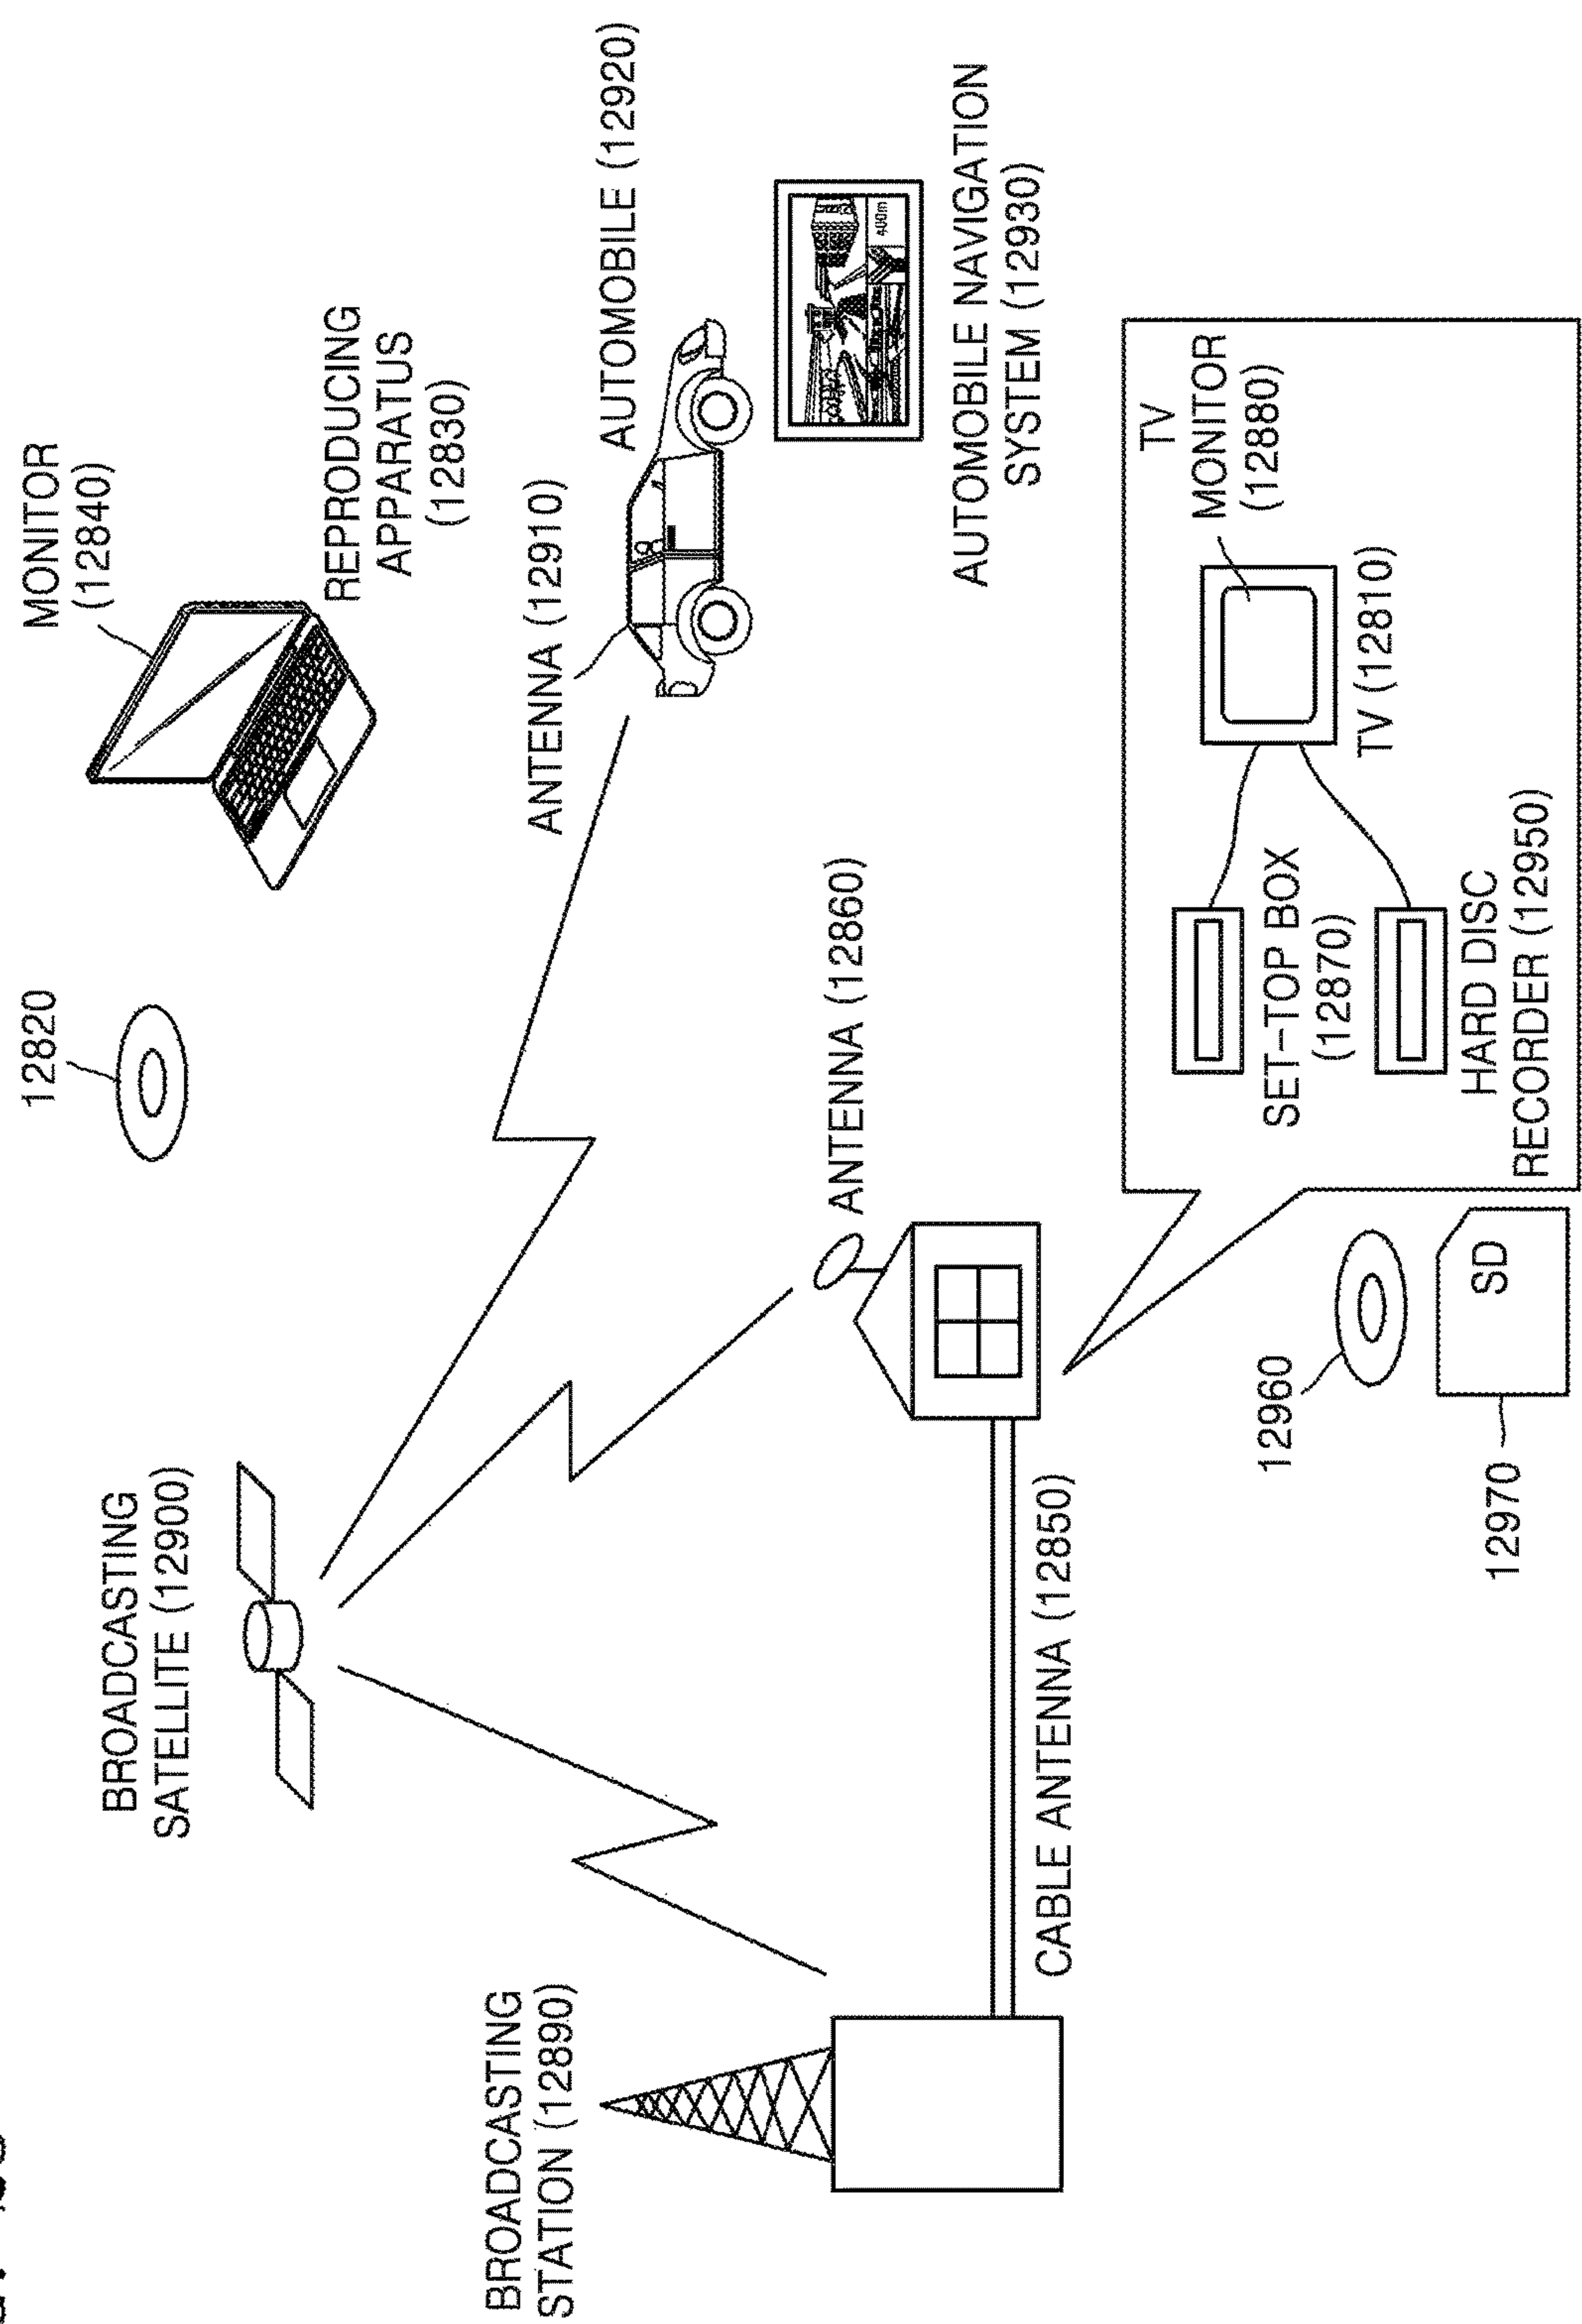 BROADCASTING
SATELLITE (12900)
12820
MONITOR
(12840)
REPRODUCING
APPARATUS
(12830)
BROADCASTING
STATION (12890)
ANTENNA (12910)
AUTOMOBILE (12920)
400m
AUTOMOBILE NAVIGATION
SYSTEM (12930)
ANTENNA (12860)
CABLE ANTENNA (12850)
TV
MONITOR
(12880)
TV (12810)
SET-TOP BOX
(12870)
HARD DISC
RECORDER (12950)
12960
SD
12970